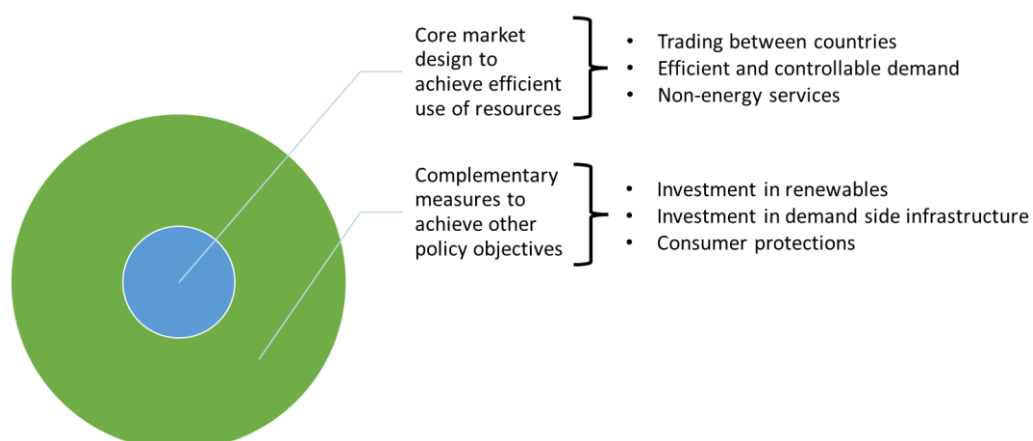 Core market
design to
achieve efficient
use of resources
• Trading between countries
• Efficient and controllable demand
• Non-energy services
Complementary
measures to
achieve other
policy objectives
• Investment in renewables
• Investment in demand side infrastructure
• Consumer protections